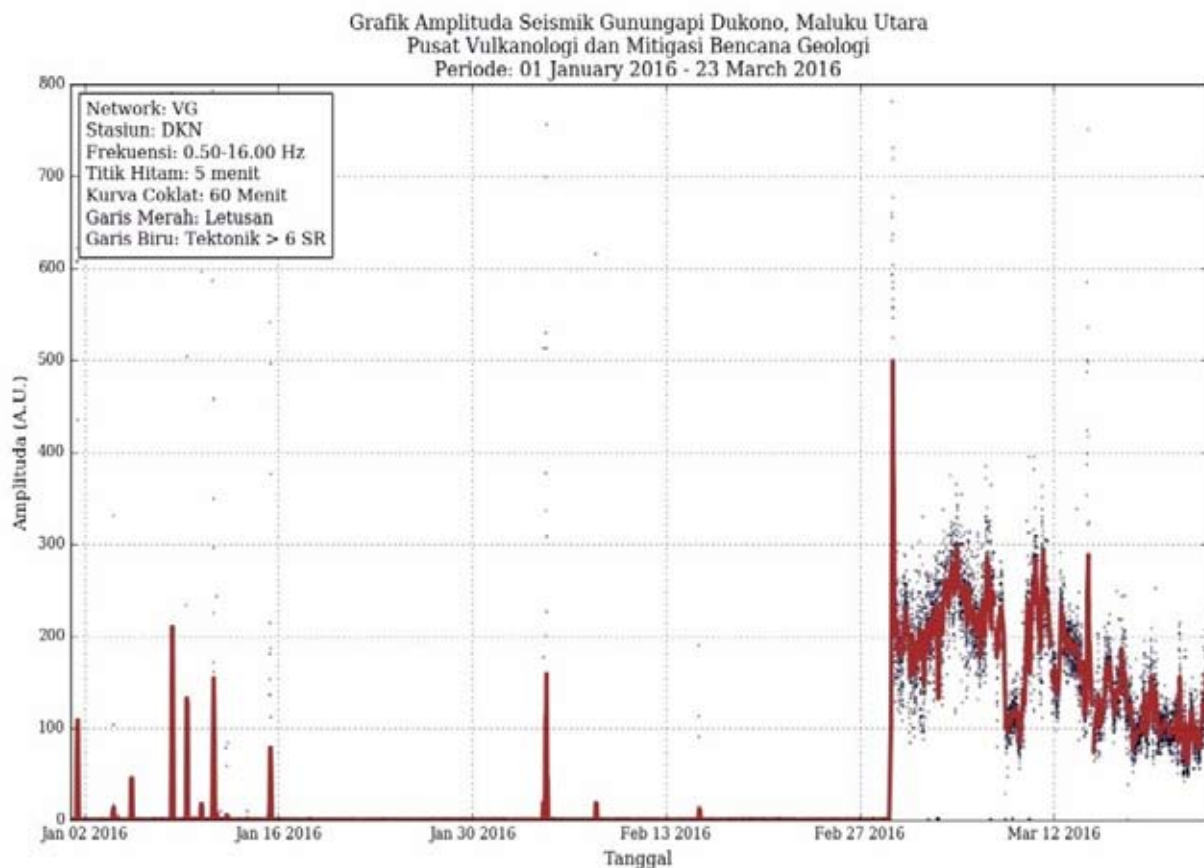 Grafik Amplituda Seismik Gunungapi Dukono, Maluku Utara
Pusat Vulkanologi dan Mitigasi Bencana Geologi
Periode: 01 January 2016 - 23 March 2016
800
700
600
500
400
300
200
100
0
Amplituda (A.U.)
Network: VG
Stasiun: DKN
Frekuensi: 0.50-16.00 Hz
Titik Hitam: 5 menit
Kurva Coklat: 60 Menit
Garis Merah: Letusan
Garis Biru: Tektonik > 6 SR
Jan 02 2016 Jan 16 2016 Jan 30 2016 Feb 13 2016 Feb 27 2016 Mar 12 2016
Tanggal